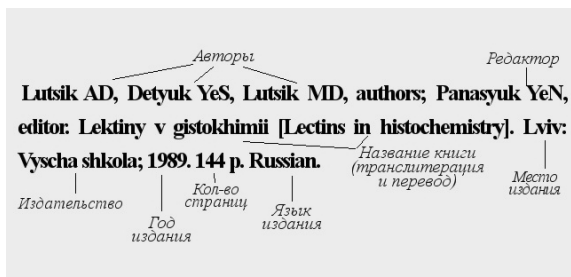 Авторы
Редактор
Lutsik AD, Detyuk YeS, Lutsik MD, authors; Panasyuk YeN,
editor. Lektiny v gistokhimii [Lectins in histochemistry]. Lviv:
Vyscha shkola; 1989. 144 p. Russian.
Название книги
(транслитерация
и перевод)
Место
издания
Издательство
Год
издания
Кол-во
страниц
Язык
издания